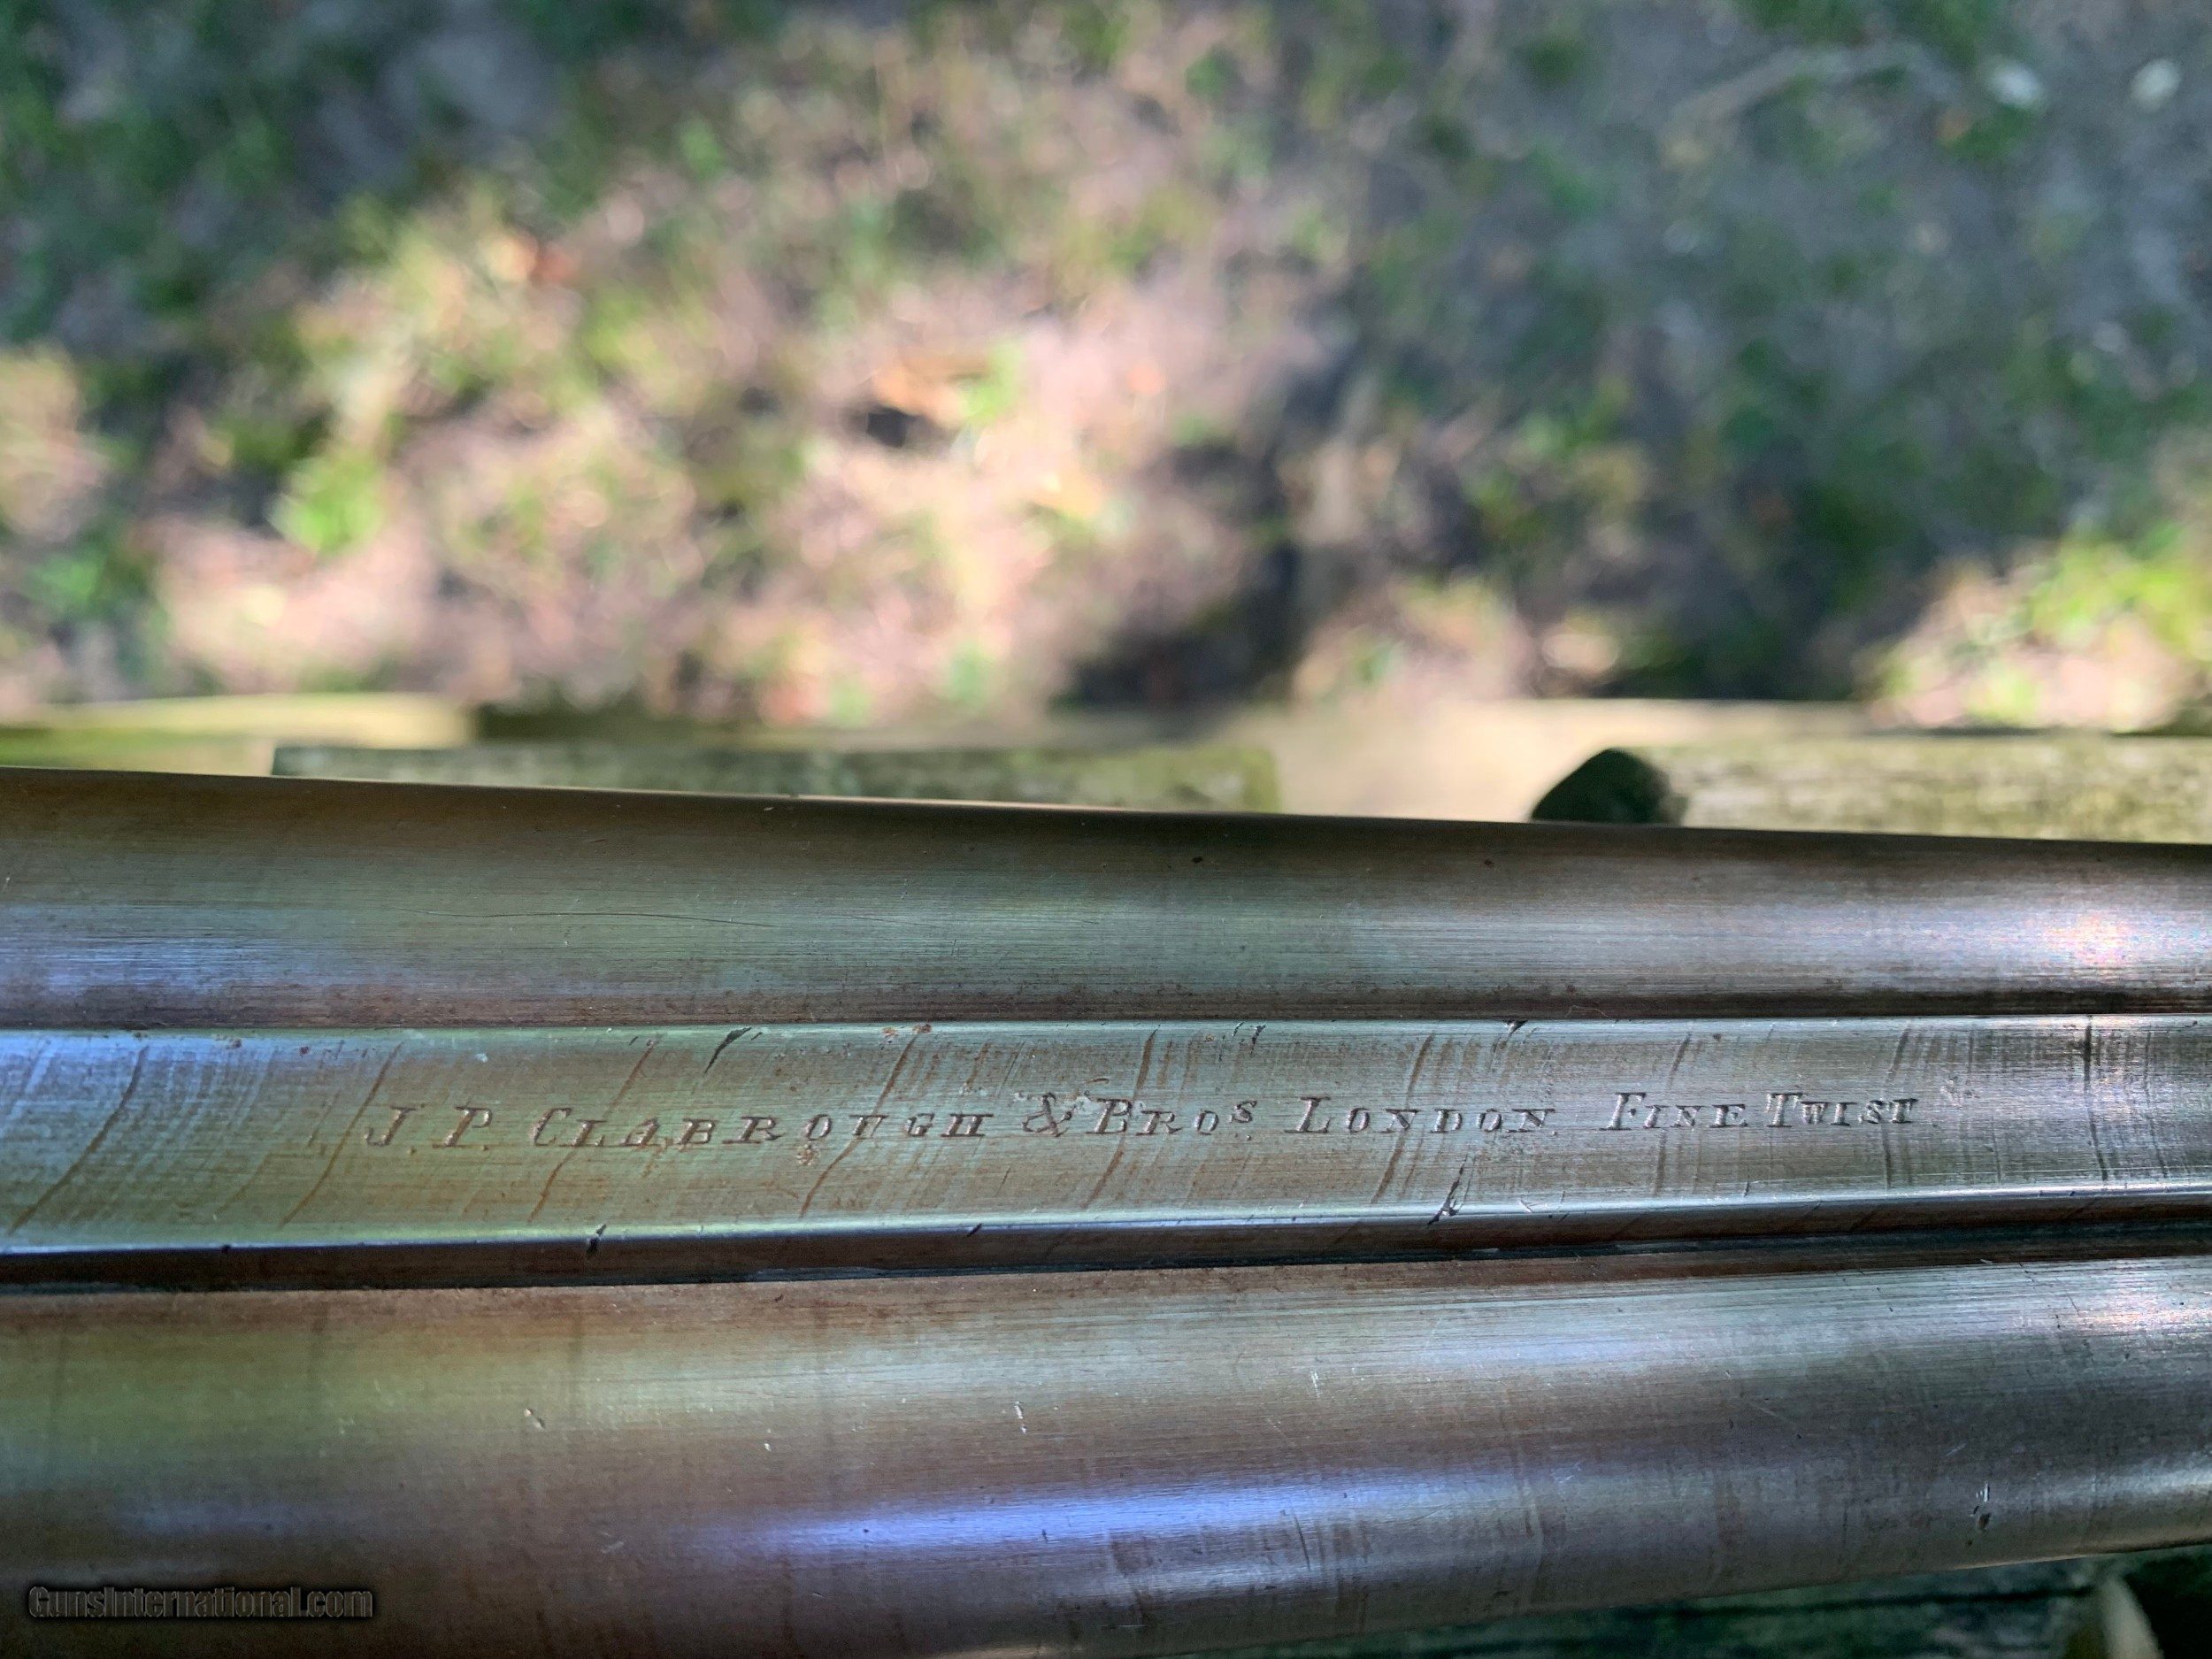 J. P. CLABROUGH & BROS LONDON. FINE TWIST
GunsInternational.com